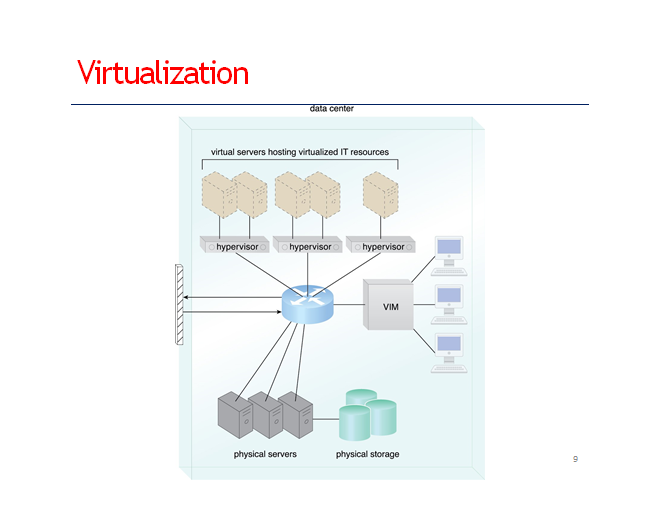 Virtualization
data center
virtual servers hosting virtualized IT resources
hypervisor hypervisor hypervisor
VIM
physical servers physical storage
9